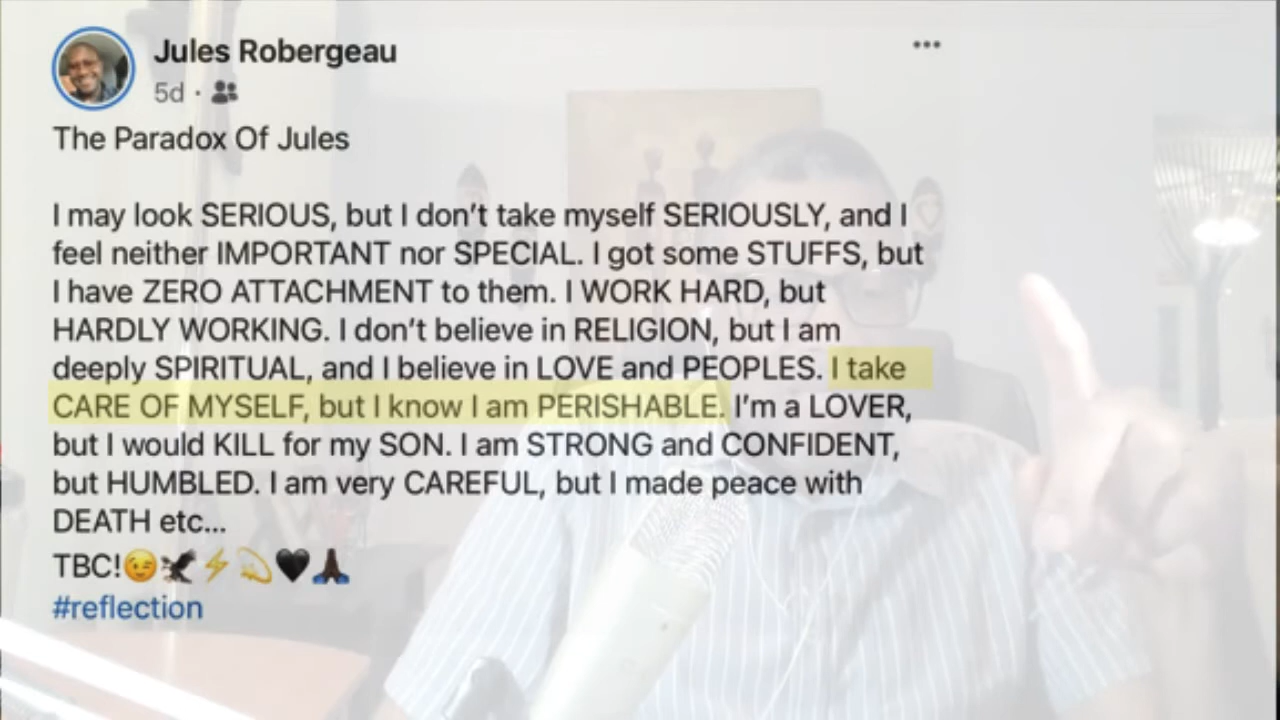 Jules Robergeau
5d ·
The Paradox Of Jules
I may look SERIOUS, but I don’t take myself SERIOUSLY, and I
feel neither IMPORTANT nor SPECIAL. I got some STUFFS, but
I have ZERO ATTACHMENT to them. I WORK HARD, but
HARDLY WORKING. I don’t believe in RELIGION, but I am
deeply SPIRITUAL, and I believe in LOVE and PEOPLES. I take
CARE OF MYSELF, but I know I am PERISHABLE. I’m a LOVER,
but I would KILL for my SON. I am STRONG and CONFIDENT,
but HUMBLED. I am very CAREFUL, but I made peace with
DEATH etc...
TBC!😉🦅⚡💫🖤🙏🏿
#reflection